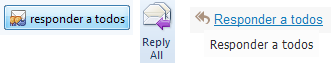 responder a todos
Reply
All
Responder a todos
Responder a todos